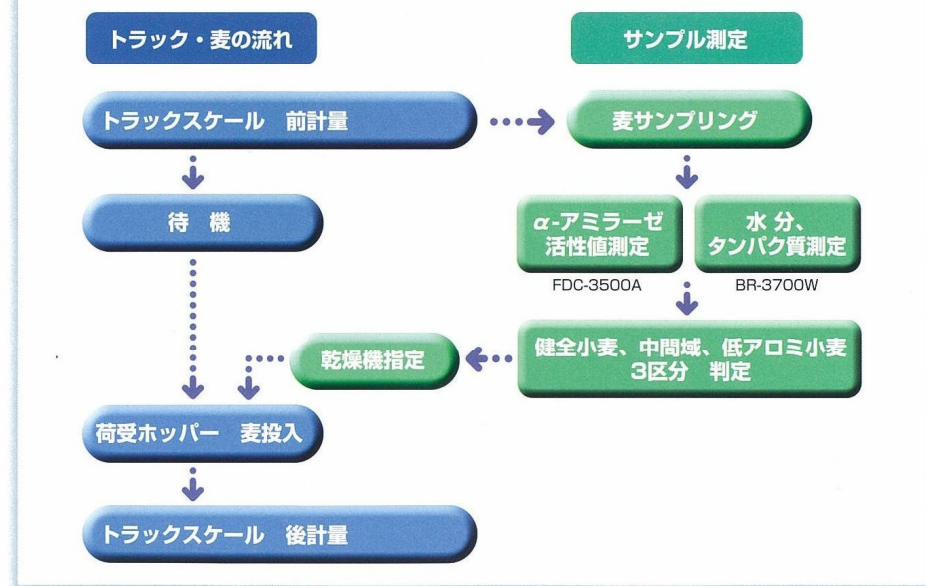 トラック・麦の流れ
サンプル測定
トラックスケール 前計量
麦サンプリング
待 機
α-アミラーゼ
活性値測定
水 分、
タンパク質測定
FDC-3500A
BR-3700W
乾燥機指定
健全小麦、中間域、低アロミ小麦
3区分 判定
荷受ホッパー 麦投入
トラックスケール 後計量